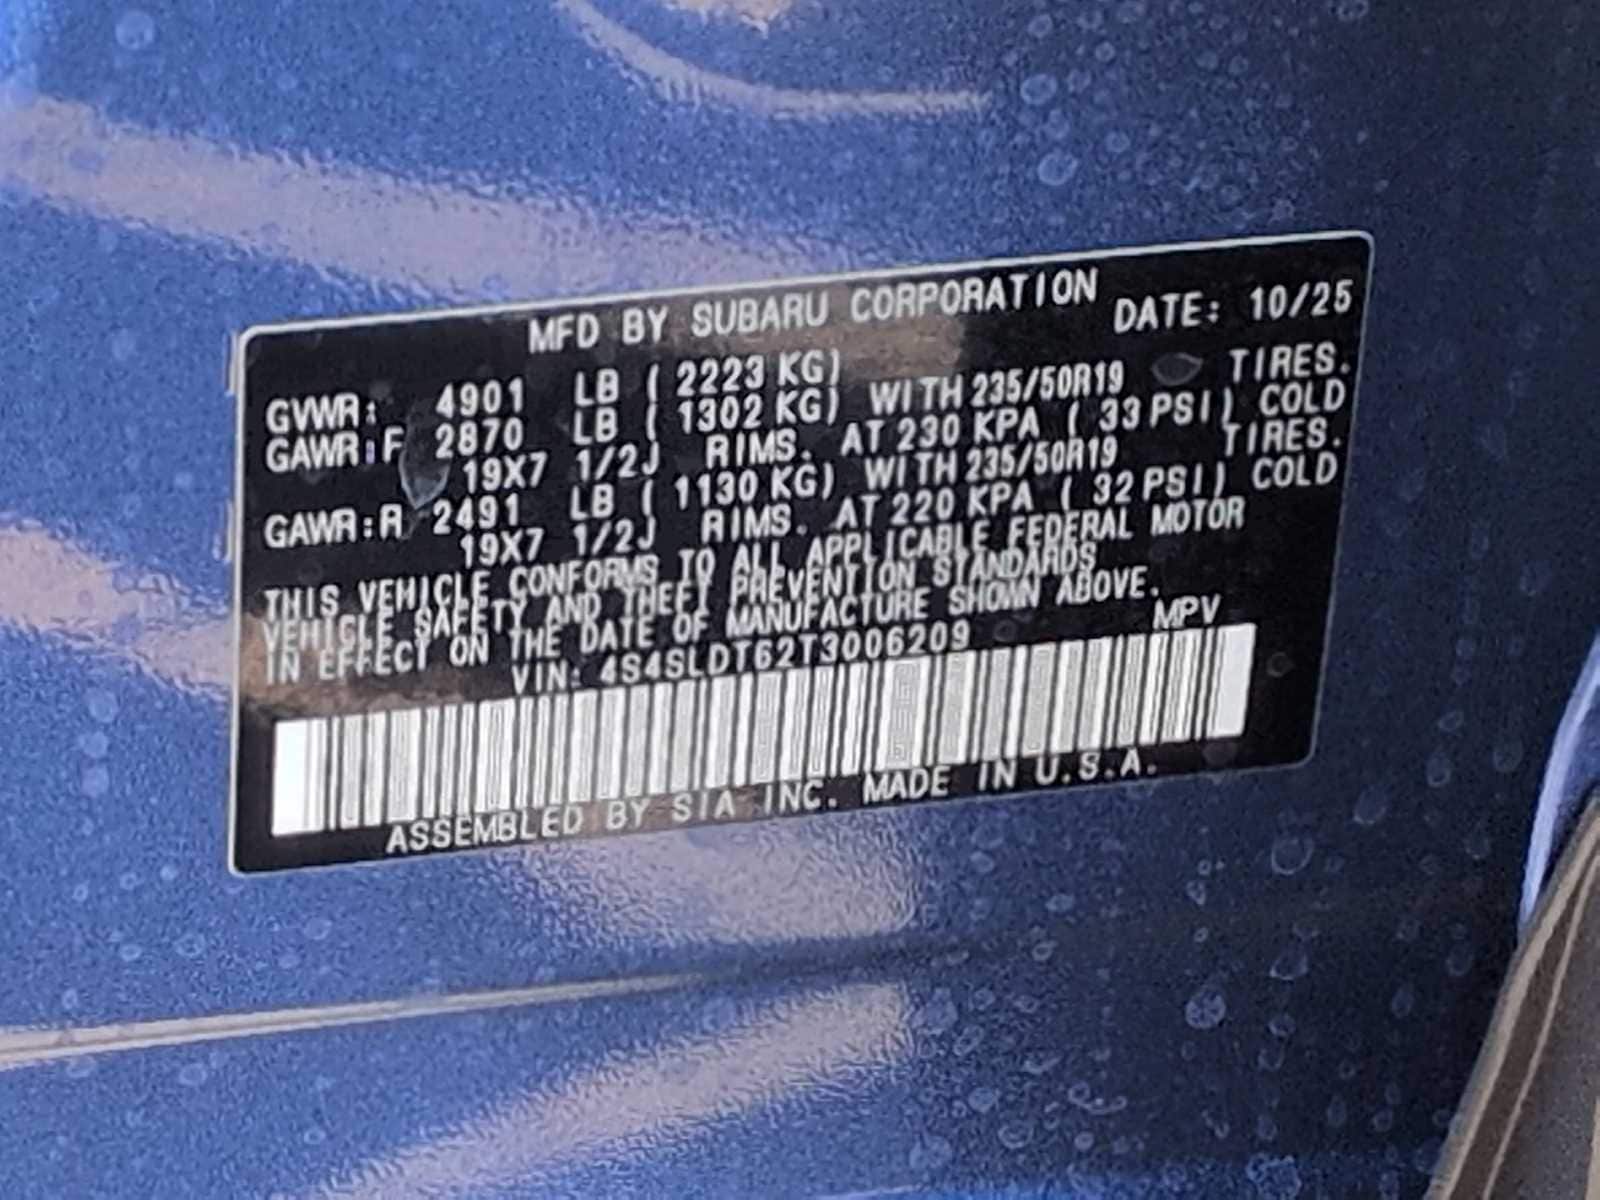 MFD BY SUBARU CORPORATION DATE: 10/25
GVWR: 4901 LB ( 2223 KG)
GAWR:F 2870 LB ( 1302 KG) WITH 235/50R19 TIRES.
19X7 1/2J RIMS. AT 230 KPA ( 33 PSI) COLD
GAWR:R 2491 LB ( 1130 KG) WITH 235/50R19 TIRES.
19X7 1/2J RIMS. AT 220 KPA ( 32 PSI) COLD
THIS VEHICLE CONFORMS TO ALL APPLICABLE FEDERAL MOTOR
VEHICLE SAFETY AND THEFT PREVENTION STANDARDS
IN EFFECT ON THE DATE OF MANUFACTURE SHOWN ABOVE.
VIN: 4S4SLDT62T3006209 MPV
ASSEMBLED BY SIA INC. MADE IN U.S.A.